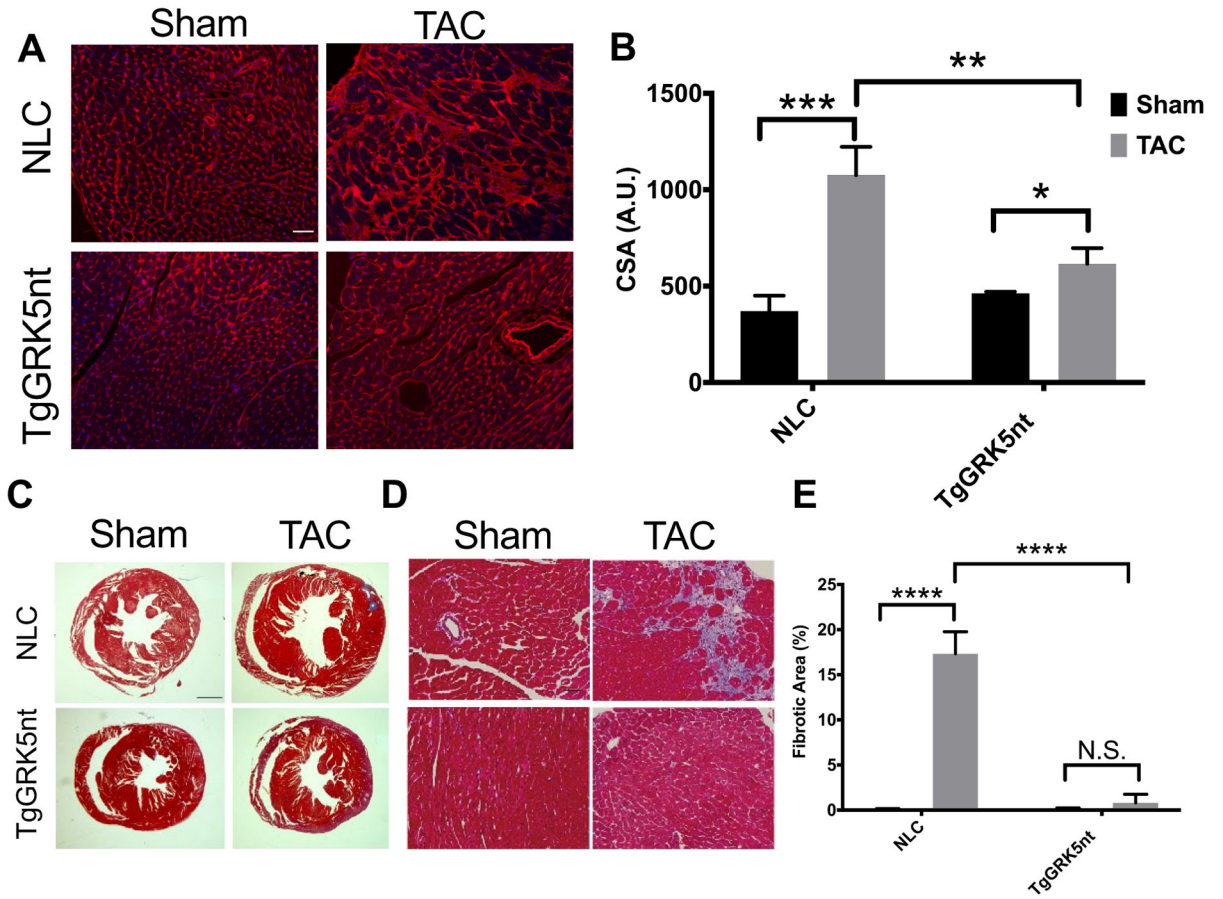 A
Sham
TAC
NLC
TgGRK5nt
B
CSA (A.U.)
1500
1000
500
0
***
**
*
Sham
TAC
NLC
TgGRK5nt
C
Sham
TAC
NLC
TgGRK5nt
D
Sham
TAC
E
Fibrotic Area (%)
25
20
15
10
5
0
****
****
N.S.
NLC
TgGRK5nt